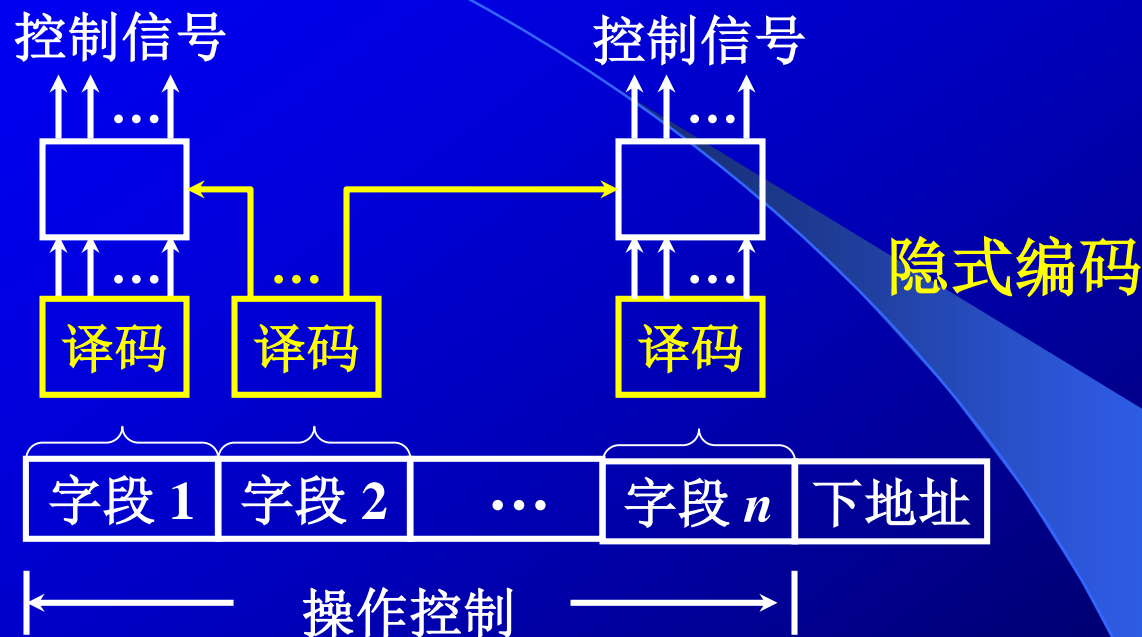 控制信号 控制信号
… …
… … …
隐式编码
译码 译码 译码
字段 1 字段 2 … 字段 n 下地址
操作控制